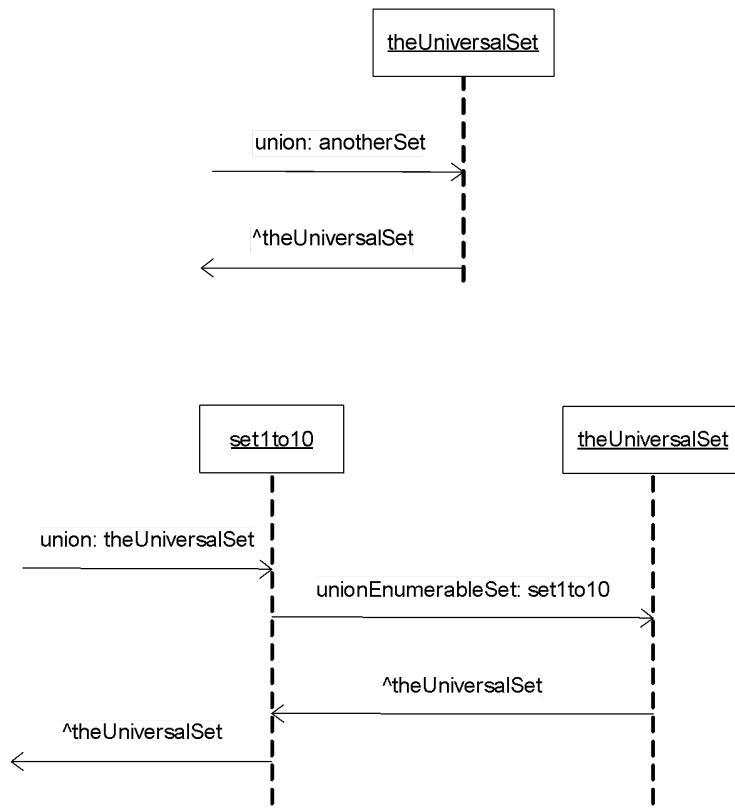 theUniversalSet
union: anotherSet
^theUniversalSet
set1to10
theUniversalSet
union: theUniversalSet
unionEnumerableSet: set1to10
^theUniversalSet
^theUniversalSet